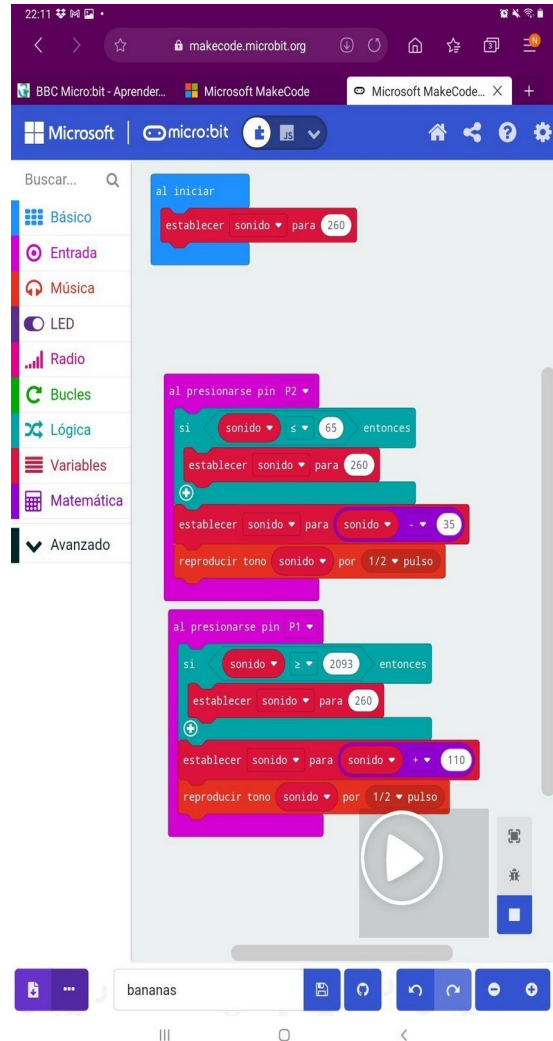 22:11
makecode.microbit.org
3
N
BBC Micro:bit - Aprender...
Microsoft MakeCode
Microsoft MakeCode...
Microsoft
micro:bit
JS
Buscar...
Básico
Entrada
Música
LED
Radio
Bucles
Lógica
Variables
Matemática
Avanzado
al iniciar
establecer sonido para 260
al presionarse pin P2
si sonido ≤ 65 entonces
establecer sonido para 260
establecer sonido para sonido - 35
reproducir tono sonido por 1/2 pulso
al presionarse pin P1
si sonido ≥ 2093 entonces
establecer sonido para 260
establecer sonido para sonido + 110
reproducir tono sonido por 1/2 pulso
bananas